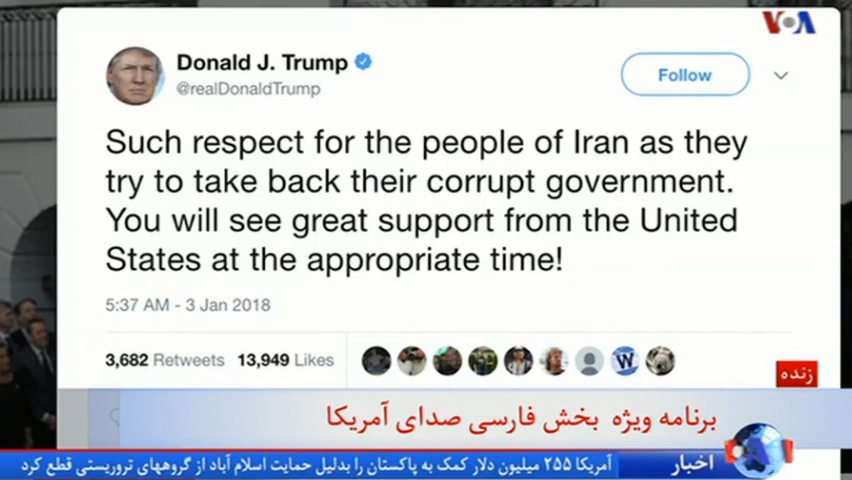 VOA
Donald J. Trump
@realDonaldTrump
Follow
Such respect for the people of Iran as they
try to take back their corrupt government.
You will see great support from the United
States at the appropriate time!
5:37 AM - 3 Jan 2018
3,682 Retweets 13,949 Likes
W
زنده
برنامه ویژه بخش فارسی صدای آمریکا
اخبار
آمریکا ۲۵۵ میلیون دلار کمک به پاکستان را بدلیل حمایت اسلام آباد از گروههای تروریستی قطع کرد